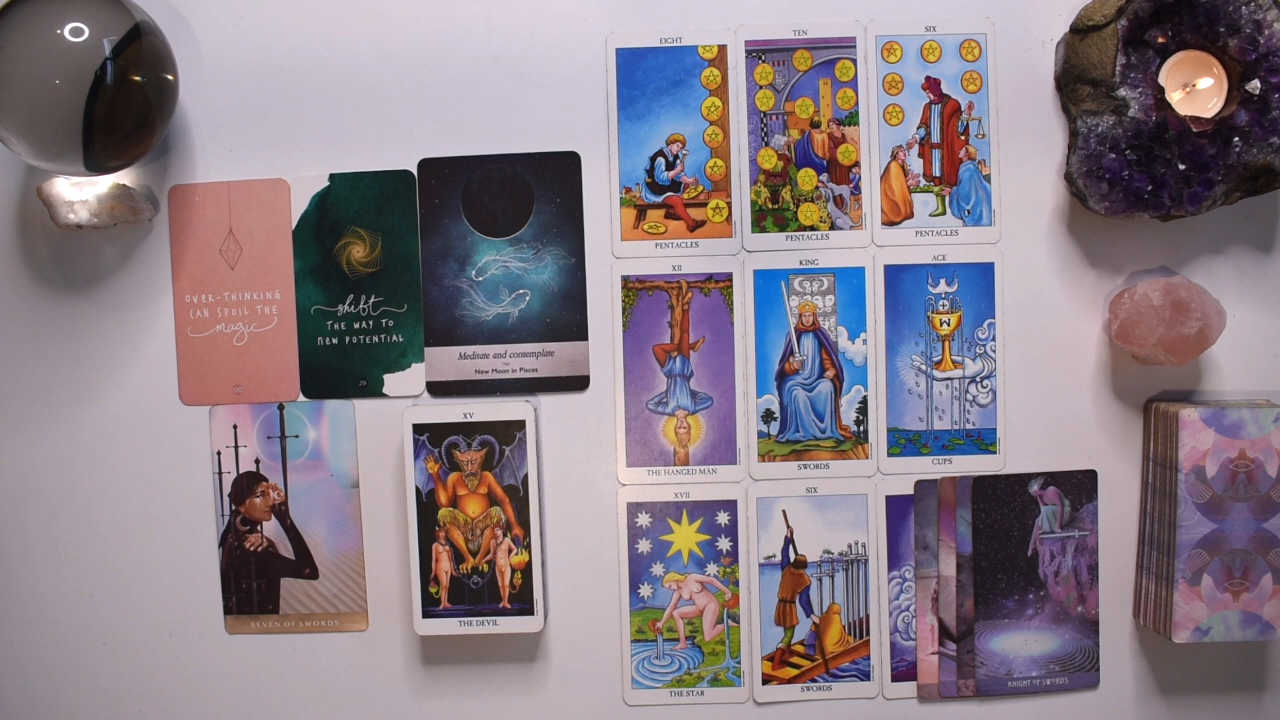 OVER-THINKING
CAN SPOIL THE
magic
shift
THE WAY TO
NEW POTENTIAL
29
Meditate and contemplate
New Moon in Pisces
SEVEN OF SWORDS
XV
THE DEVIL
EIGHT
PENTACLES
TEN
PENTACLES
SIX
PENTACLES
XII
THE HANGED MAN
KING
SWORDS
ACE
CUPS
XVII
THE STAR
SIX
SWORDS
KNIGHT OF SWORDS